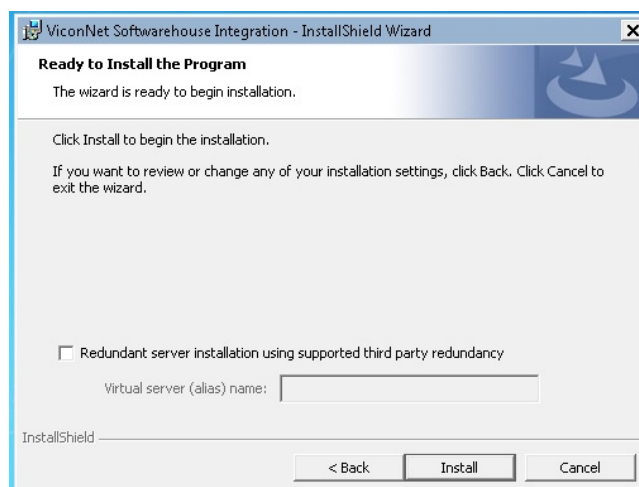 ViconNet Softwarehouse Integration - InstallShield Wizard
Ready to Install the Program
The wizard is ready to begin installation.
Click Install to begin the installation.
If you want to review or change any of your installation settings, click Back. Click Cancel to
exit the wizard.
Redundant server installation using supported third party redundancy
Virtual server (alias) name:
InstallShield
< Back
Install
Cancel